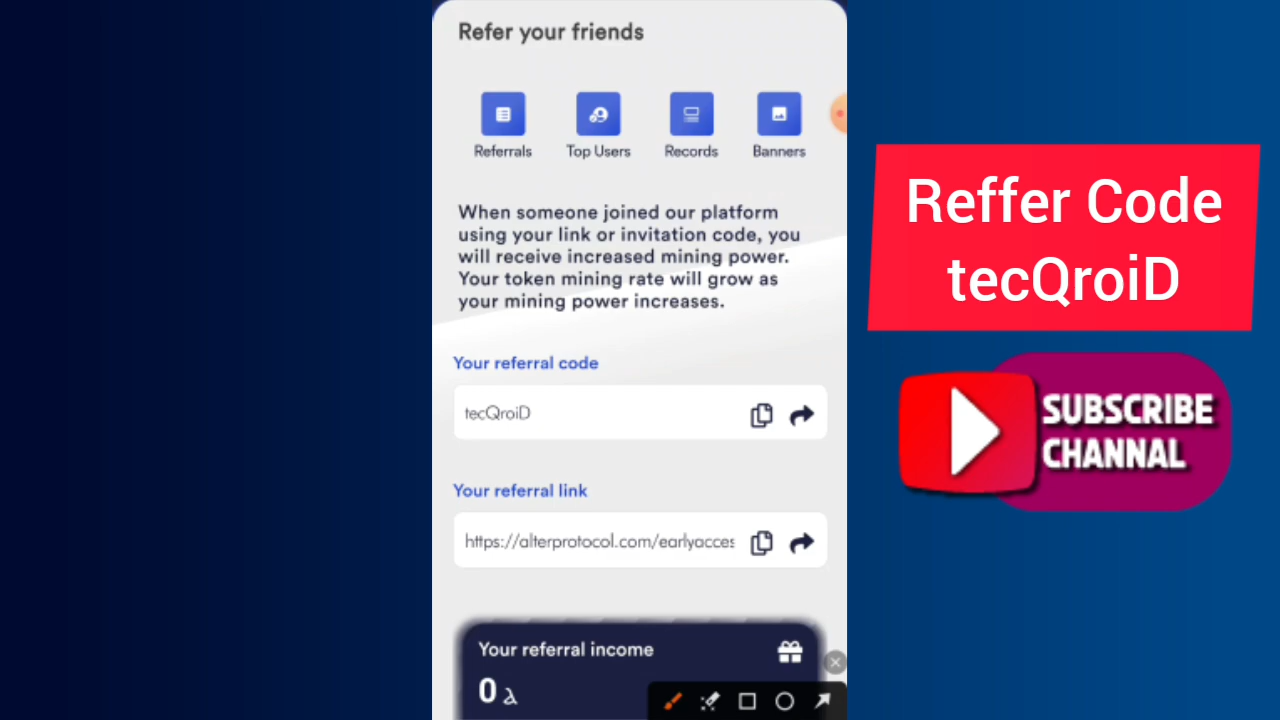 Refer your friends
Referrals
Top Users
Records
Banners
When someone joined our platform
using your link or invitation code, you
will receive increased mining power.
Your token mining rate will grow as
your mining power increases.
Your referral code
tecQroiD
Your referral link
https://alterprotocol.com/earlyacces
Your referral income
0
Reffer Code
tecQroiD
SUBSCRIBE
CHANNAL